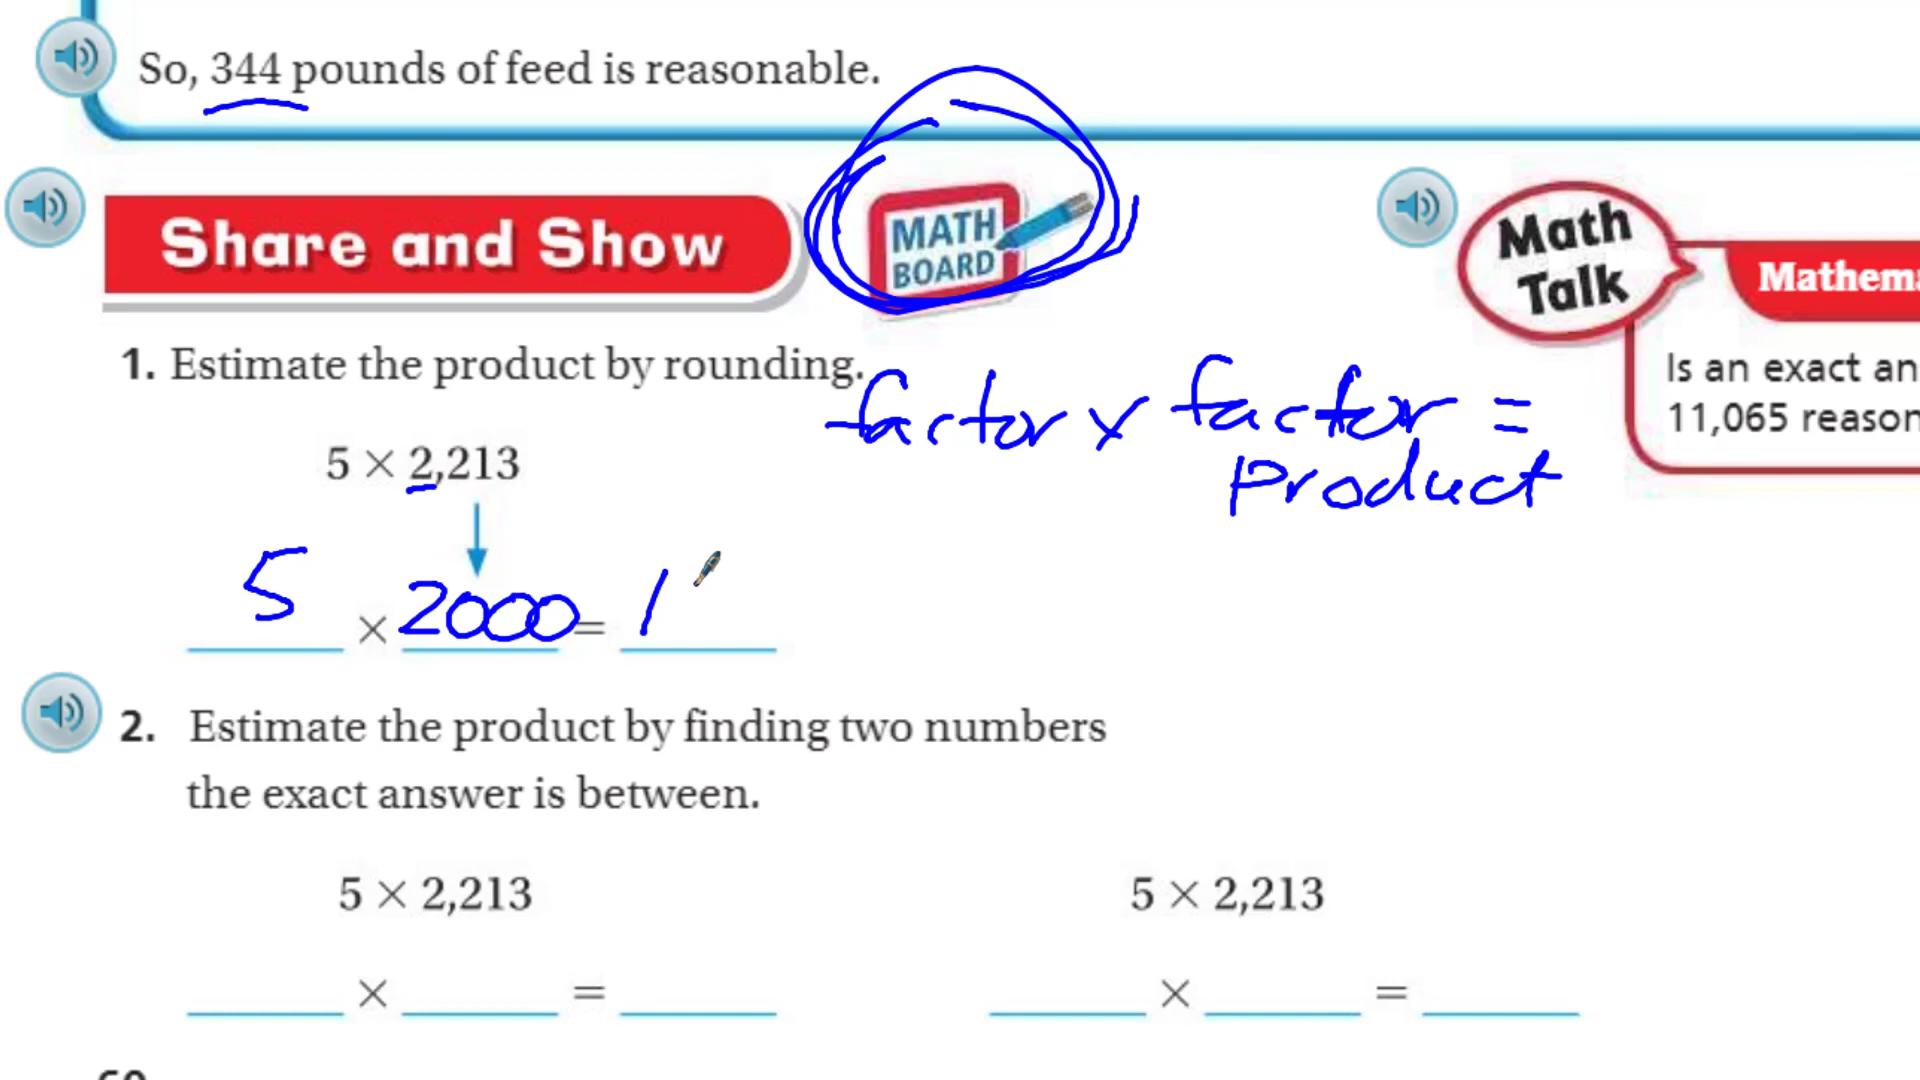 So, 344 pounds of feed is reasonable.
Share and Show
MATH
BOARD
Math
Talk
1. Estimate the product by rounding.
factor x factor =
Product
Is an exact an
11,065 reason
5 × 2,213
5 × 2000 = 1
2. Estimate the product by finding two numbers
the exact answer is between.
5 × 2,213
5 × 2,213
× =
× =